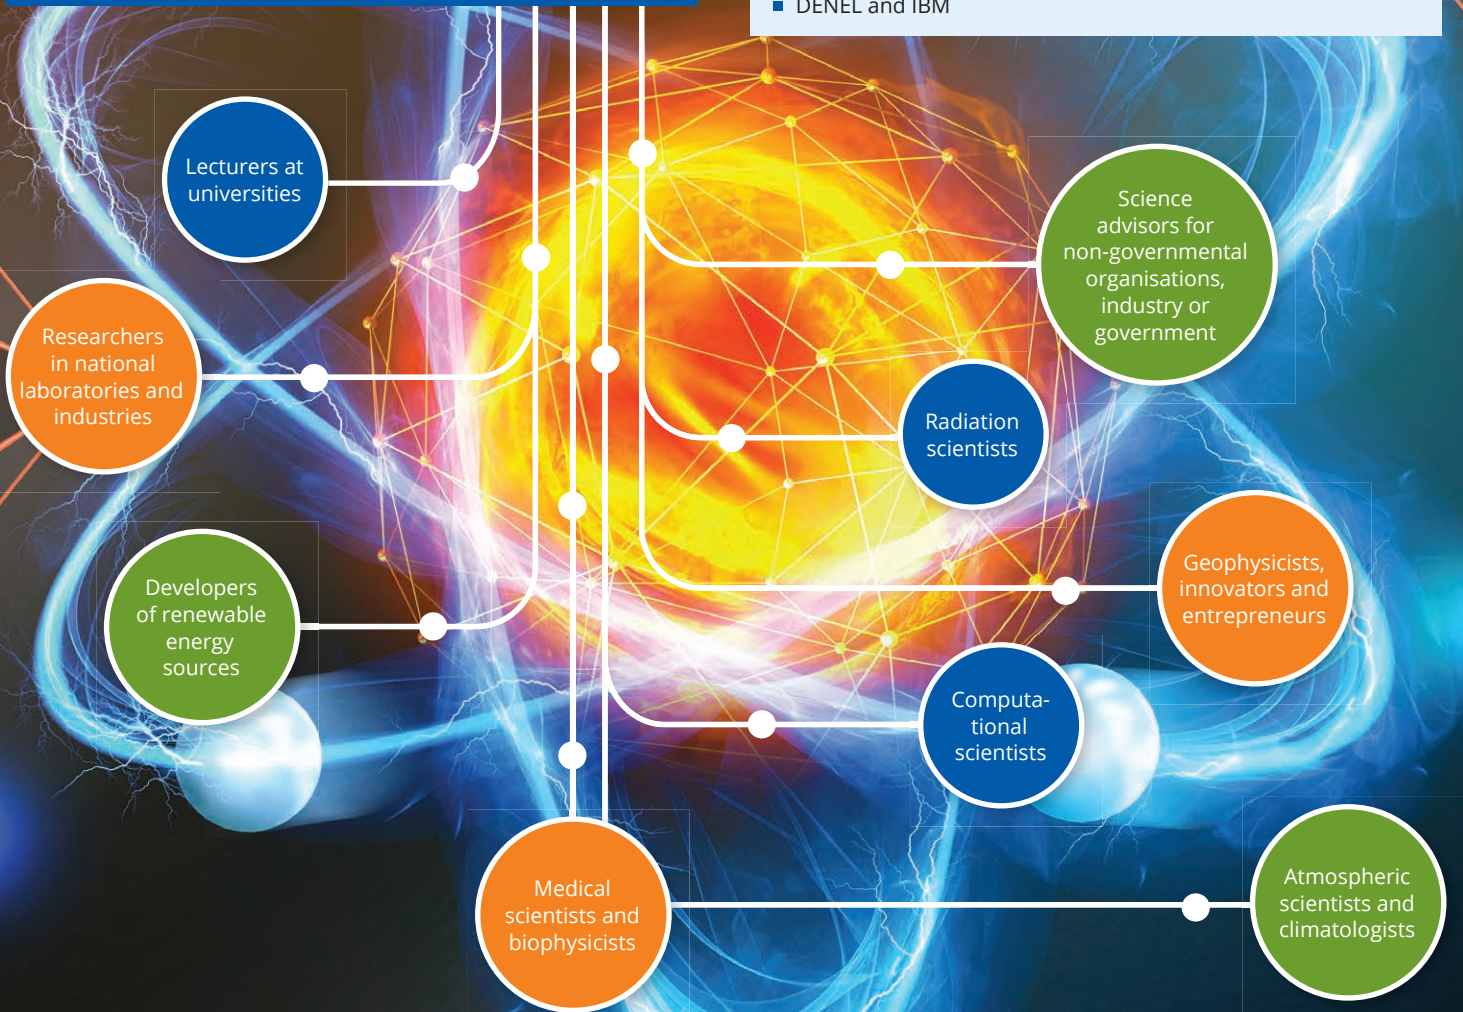 DENEL and IBM
Lecturers at
universities
Science
advisors for
non-governmental
organisations,
industry or
government
Researchers
in national
laboratories and
industries
Radiation
scientists
Geophysicists,
innovators and
entrepreneurs
Developers
of renewable
energy
sources
Computa-
tional
scientists
Medical
scientists and
biophysicists
Atmospheric
scientists and
climatologists